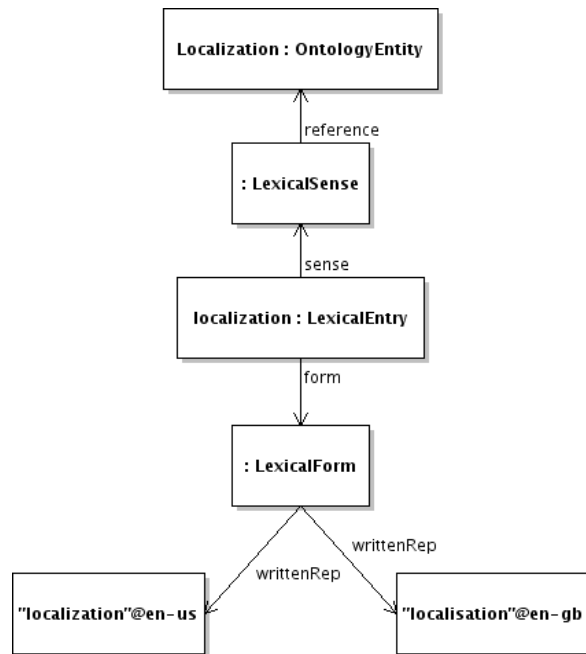 Localization : OntologyEntity
reference
: LexicalSense
sense
localization : LexicalEntry
form
: LexicalForm
writtenRep
writtenRep
"localization"@en-us
"localisation"@en-gb